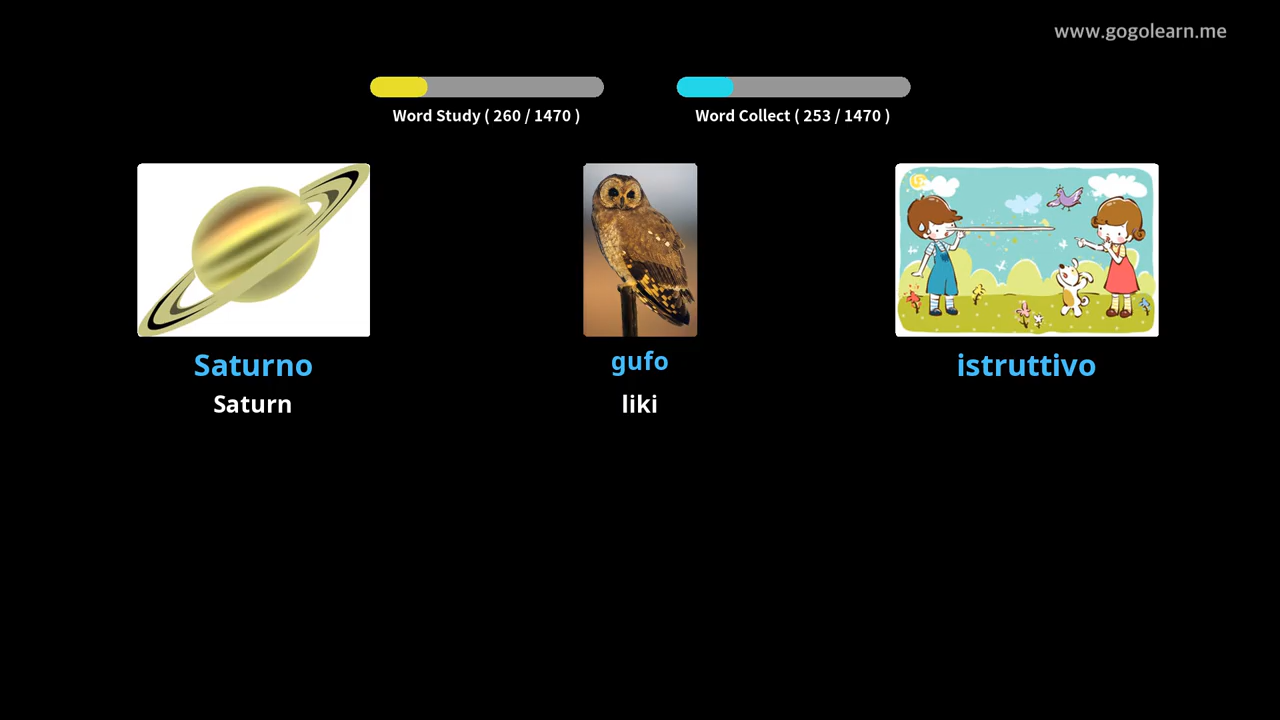 www.gogolearn.me
Word Study ( 260 / 1470 )
Word Collect ( 253 / 1470 )
Saturno
gufo
istruttivo
Saturn
liki